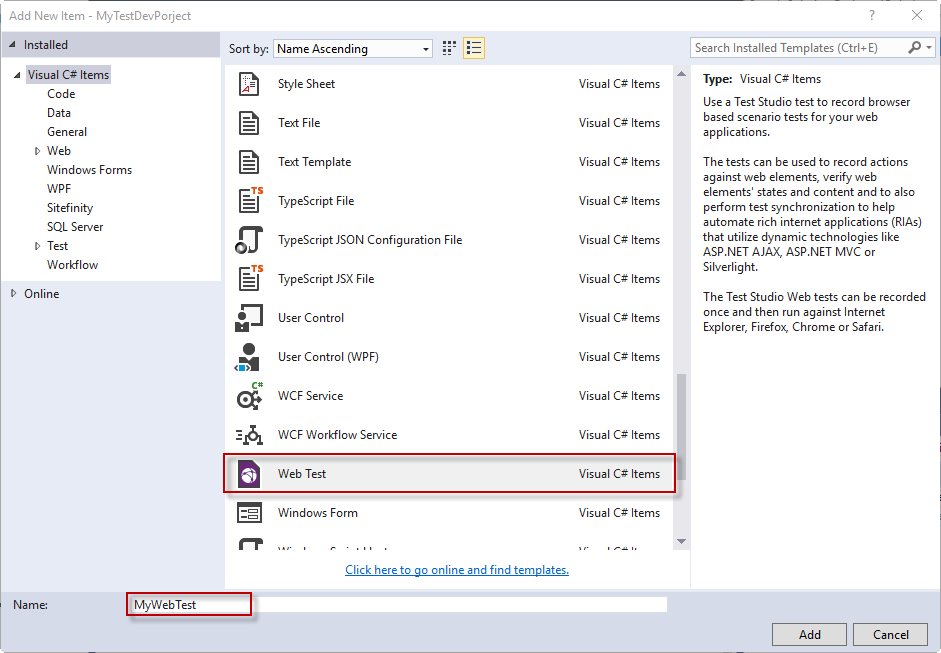 Add New Item - MyTestDevPorject
?
Installed
Sort by: Name Ascending
Search Installed Templates (Ctrl+E)
Visual C# Items
Code
Data
General
Web
Windows Forms
WPF
Sitefinity
SQL Server
Test
Workflow
Online
Style Sheet Visual C# Items
Text File Visual C# Items
Text Template Visual C# Items
TS
TypeScript File Visual C# Items
TypeScript JSON Configuration File Visual C# Items
TS
TypeScript JSX File Visual C# Items
User Control Visual C# Items
User Control (WPF) Visual C# Items
C#
WCF Service Visual C# Items
WCF Workflow Service Visual C# Items
Web Test Visual C# Items
Windows Form Visual C# Items
Click here to go online and find templates.
Type: Visual C# Items
Use a Test Studio test to record browser
based scenario tests for your web
applications.
The tests can be used to record actions
against web elements, verify web
elements' states and content and to also
perform test synchronization to help
automate rich internet applications (RIAs)
that utilize dynamic technologies like
ASP.NET AJAX, ASP.NET MVC or
Silverlight.
The Test Studio Web tests can be recorded
once and then run against Internet
Explorer, Firefox, Chrome or Safari.
Name: MyWebTest
Add Cancel